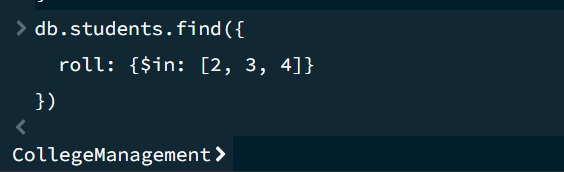 > db.students.find({
roll: {$in: [2, 3, 4]}
})
<
CollegeManagement>